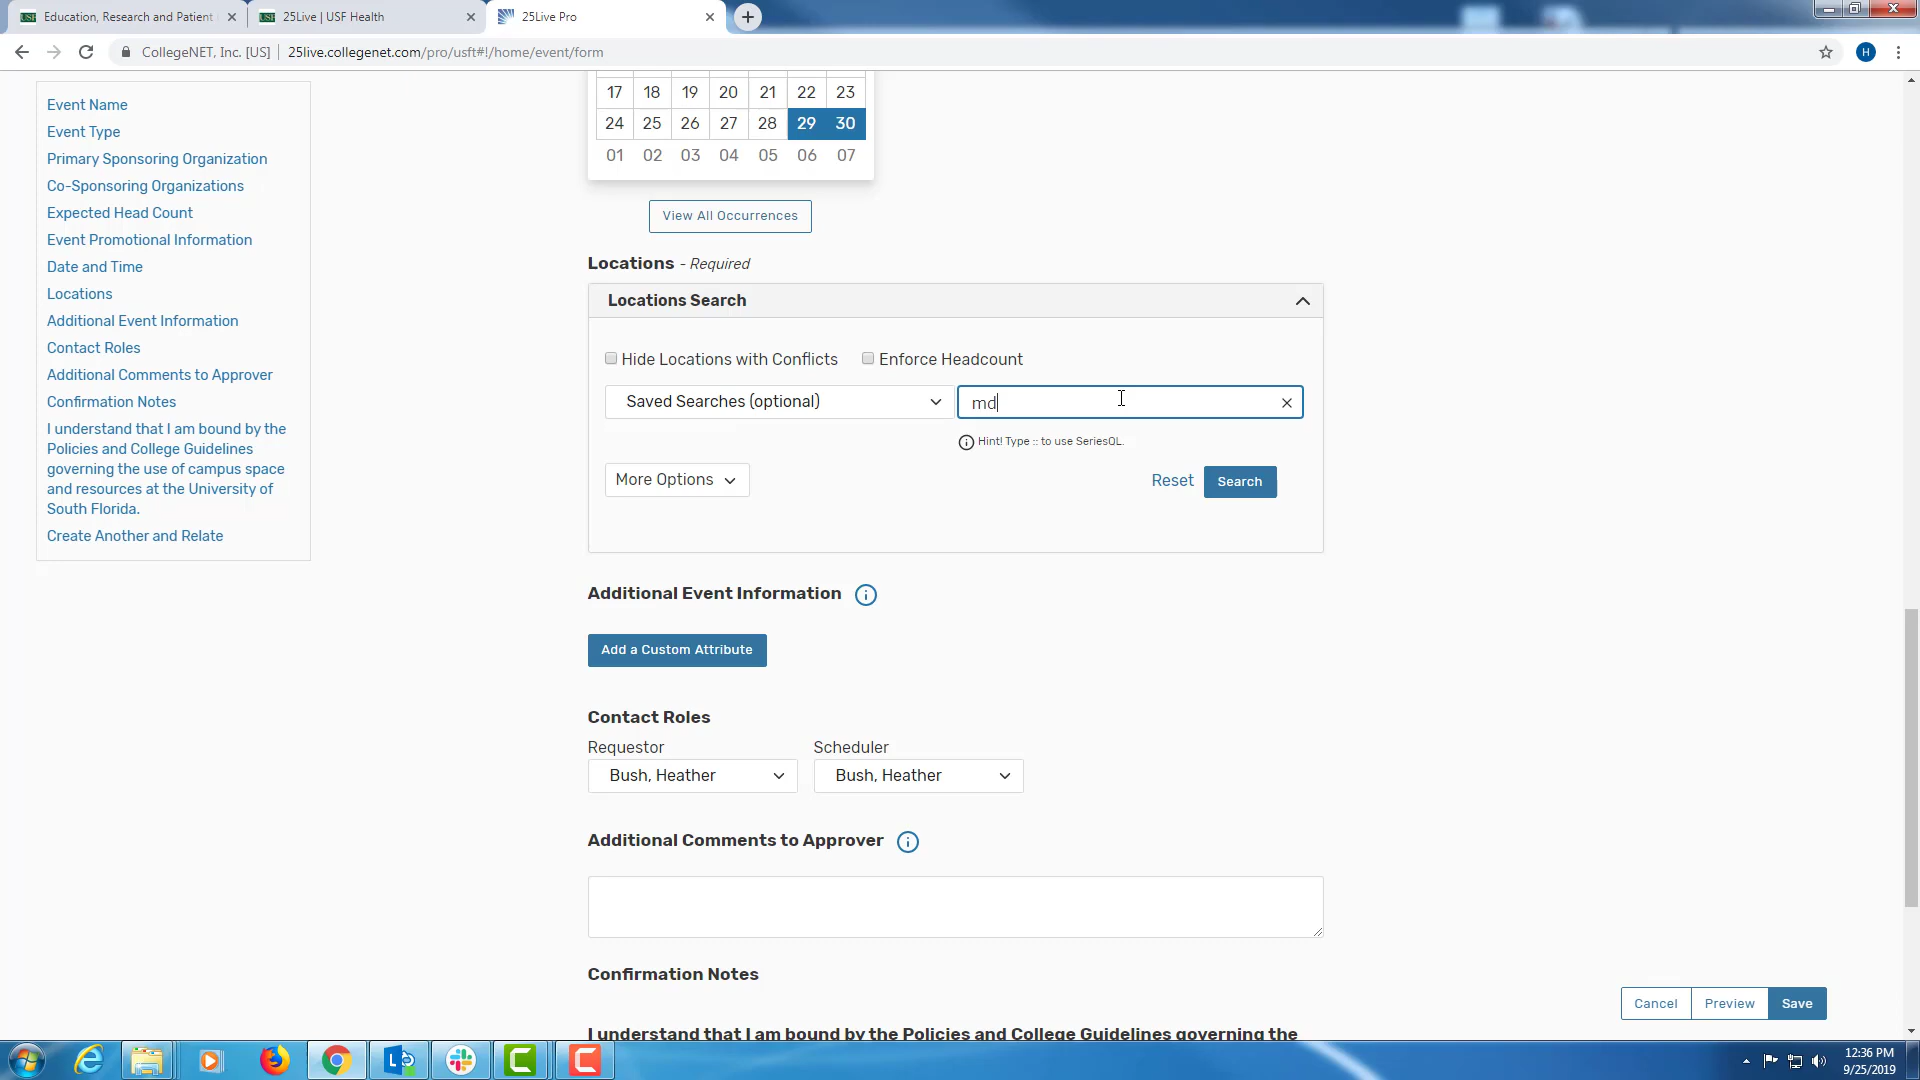 Education, Research and Patient
25Live | USF Health
25Live Pro
CollegeNET, Inc. [US]
25live.collegenet.com/pro/usft#!/home/event/form
H
Event Name
Event Type
Primary Sponsoring Organization
Co-Sponsoring Organizations
Expected Head Count
Event Promotional Information
Date and Time
Locations
Additional Event Information
Contact Roles
Additional Comments to Approver
Confirmation Notes
I understand that I am bound by the
Policies and College Guidelines
governing the use of campus space
and resources at the University of
South Florida.
Create Another and Relate
17 18 19 20 21 22 23
24 25 26 27 28 29 30
01 02 03 04 05 06 07
View All Occurrences
Locations - Required
Locations Search
Hide Locations with Conflicts
Enforce Headcount
Saved Searches (optional)
md
Hint! Type :: to use SeriesQL.
More Options
Reset
Search
Additional Event Information
Add a Custom Attribute
Contact Roles
Requestor
Scheduler
Bush, Heather
Bush, Heather
Additional Comments to Approver
Confirmation Notes
Cancel
Preview
Save
I understand that I am bound by the Policies and College Guidelines governing the
12:36 PM
9/25/2019